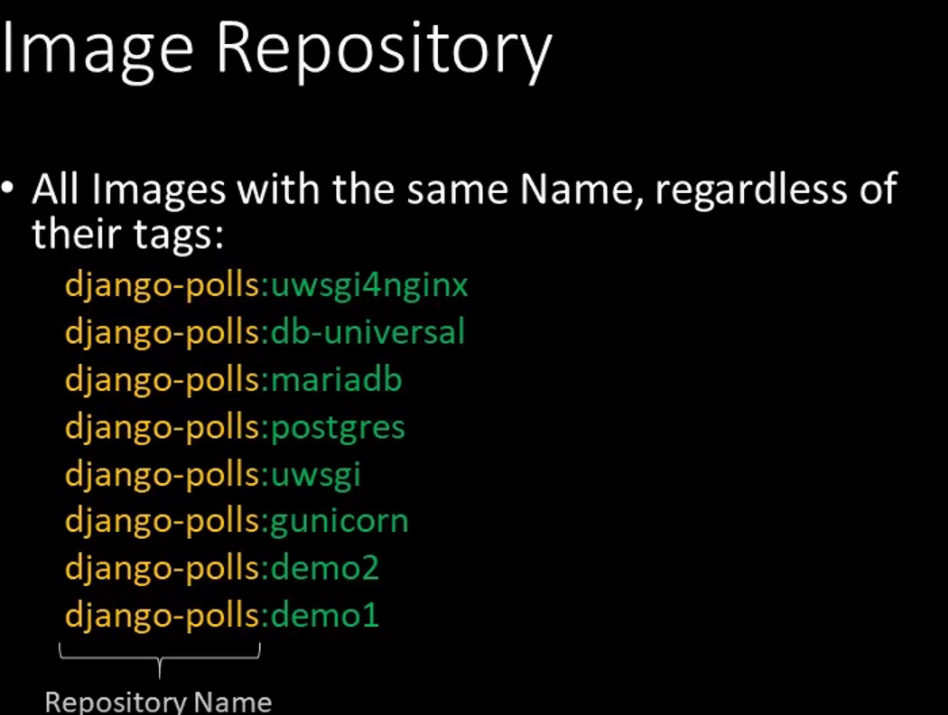 Image Repository
• All Images with the same Name, regardless of
their tags:
django-polls:uwsgi4nginx
django-polls:db-universal
django-polls:mariadb
django-polls:postgres
django-polls:uwsgi
django-polls:gunicorn
django-polls:demo2
django-polls:demo1
Repository Name